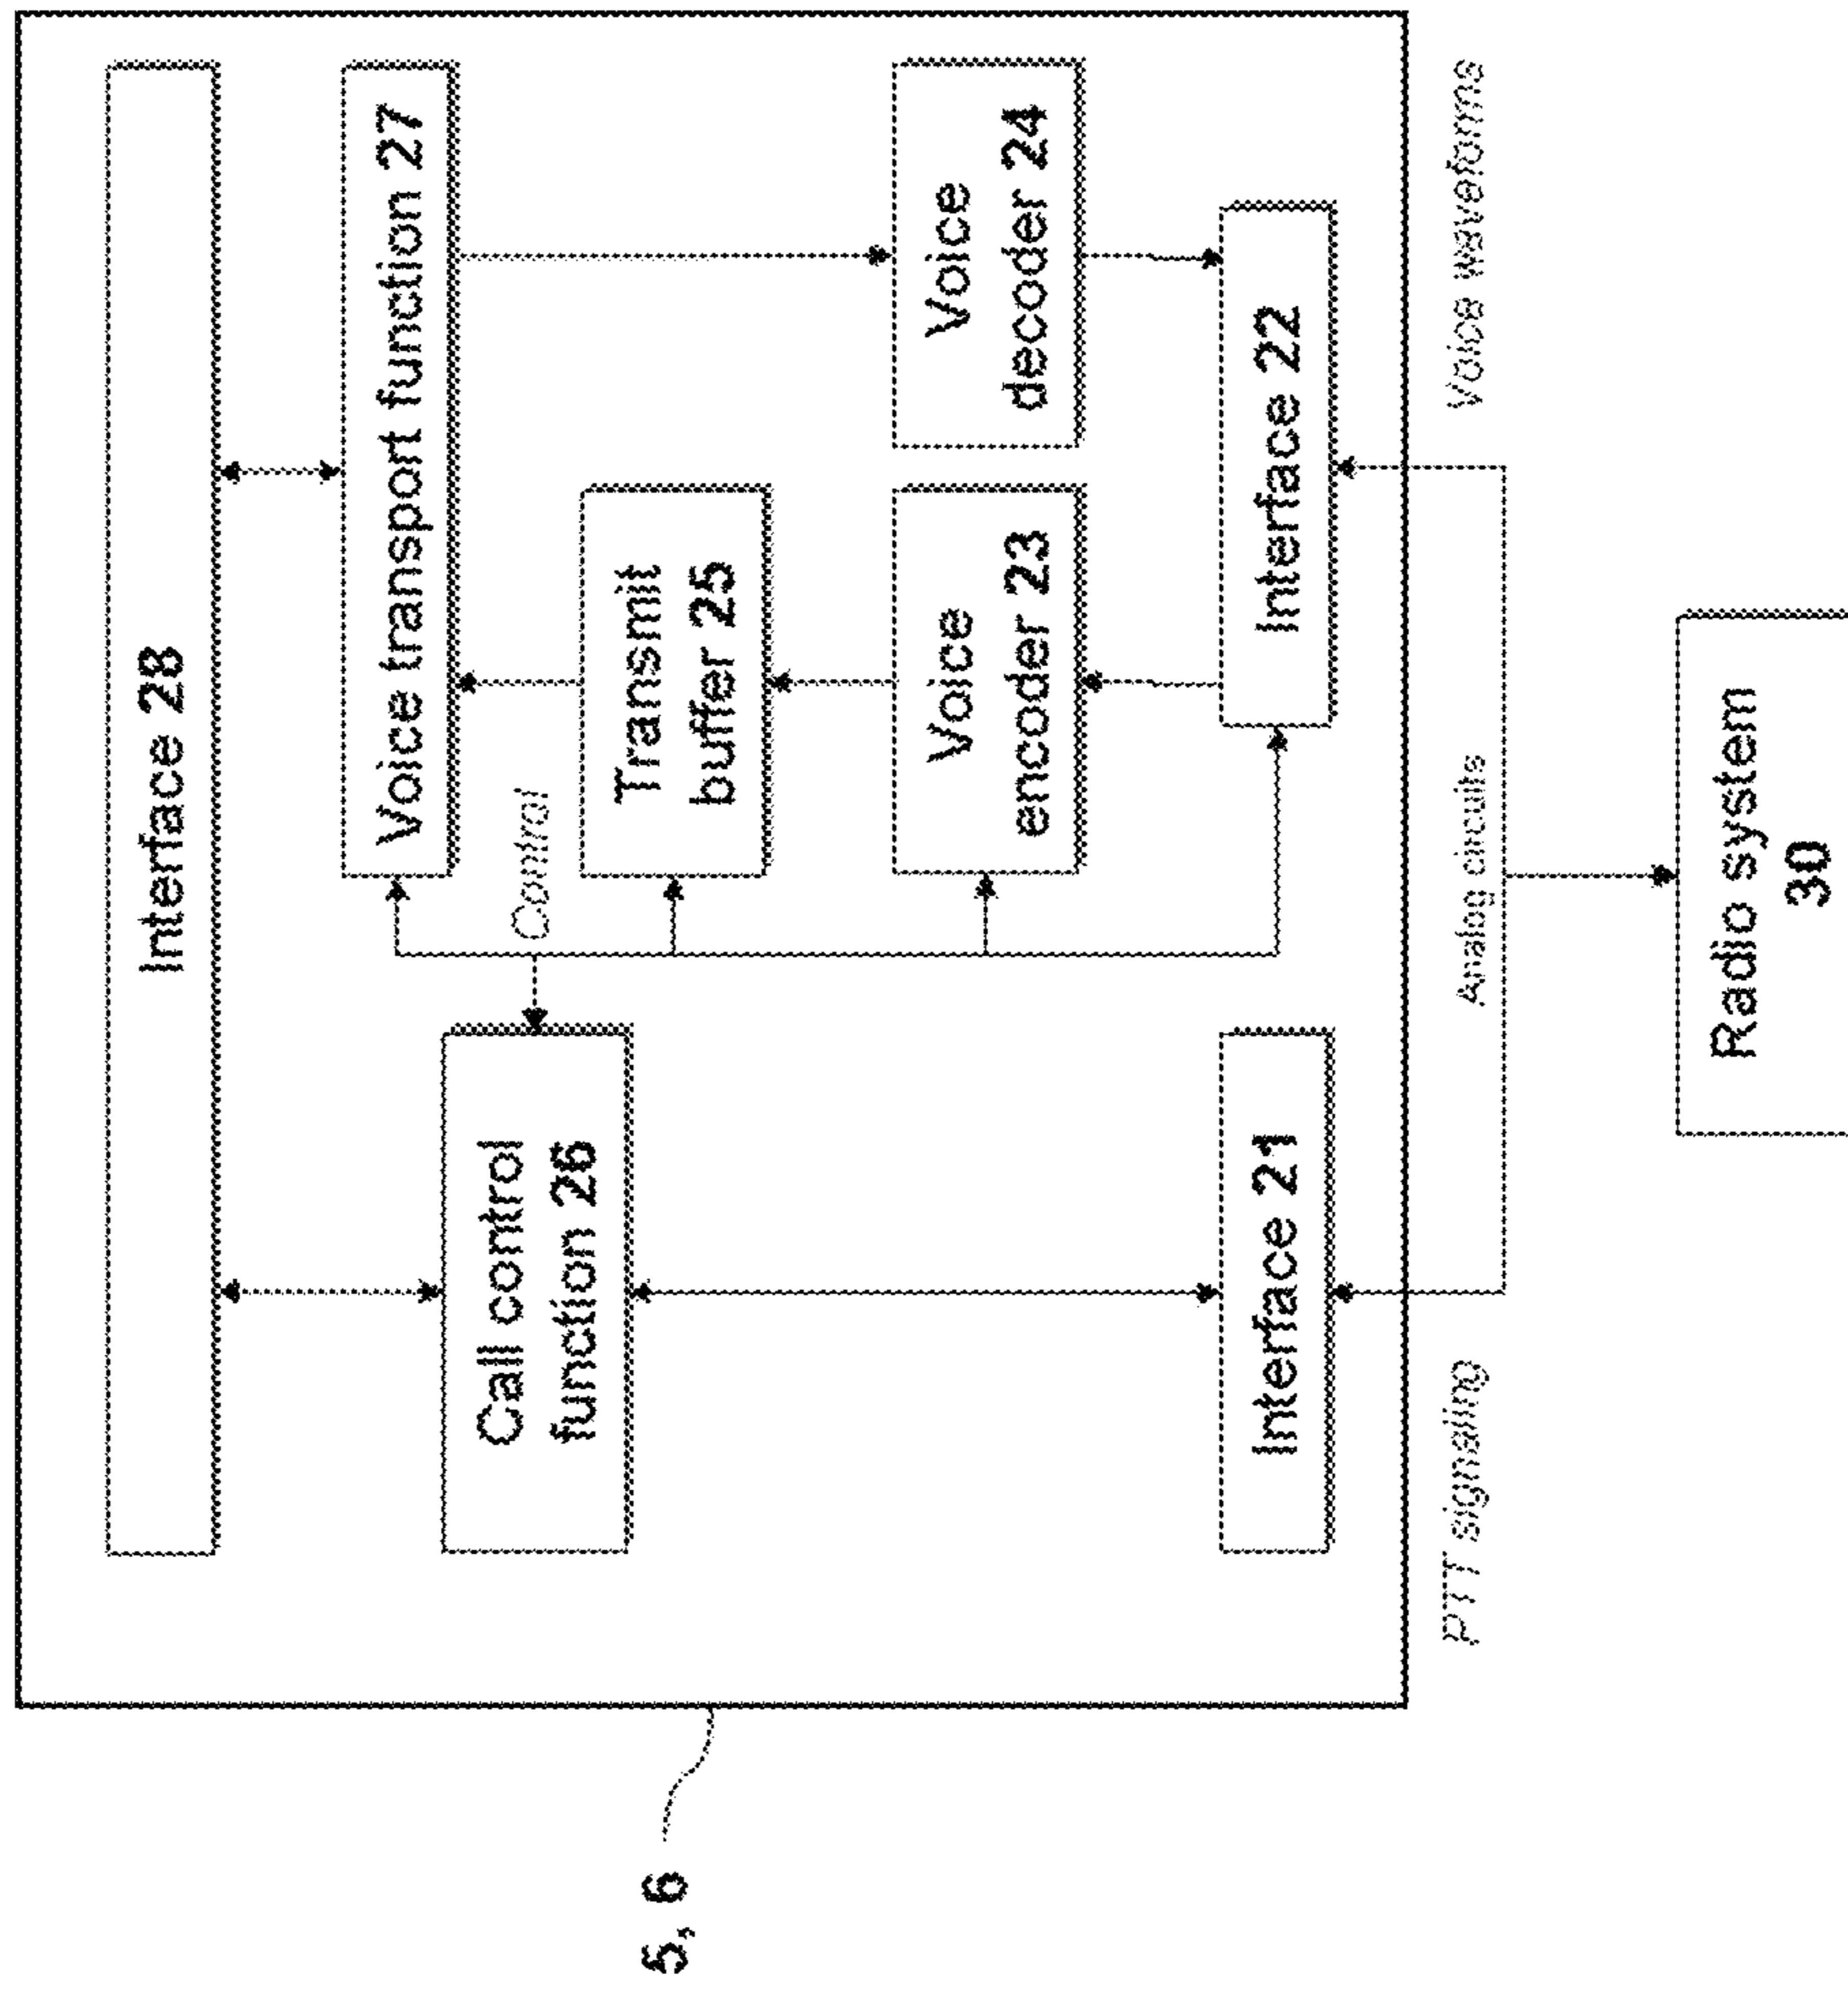 Interface 28
Voice transport function 27
Control
Call control
function 26
Transmit
buffer 25
Voice
encoder 23
Voice
decoder 24
Interface 21
Interface 22
PTT signaling
Analog circuits
Voice waveforms
Radio system
30
5, 6